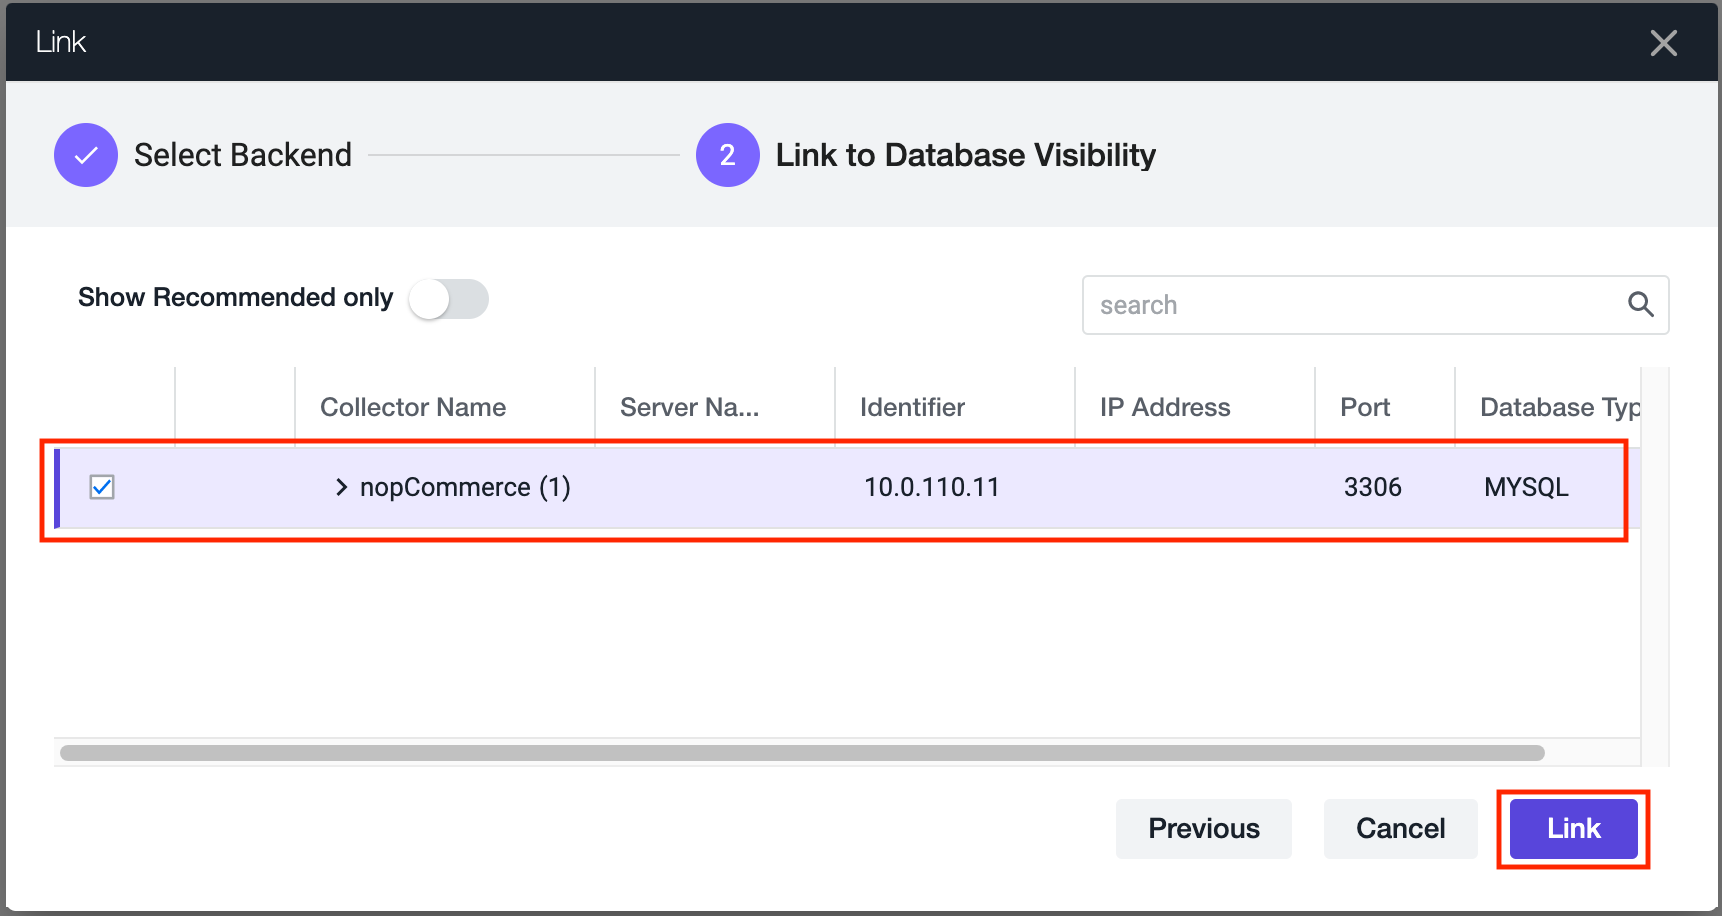 Link
Select Backend 2 Link to Database Visibility
Show Recommended only search
Collector Name Server Na... Identifier IP Address Port Database Typ
nopCommerce (1) 10.0.110.11 3306 MYSQL
Previous Cancel Link